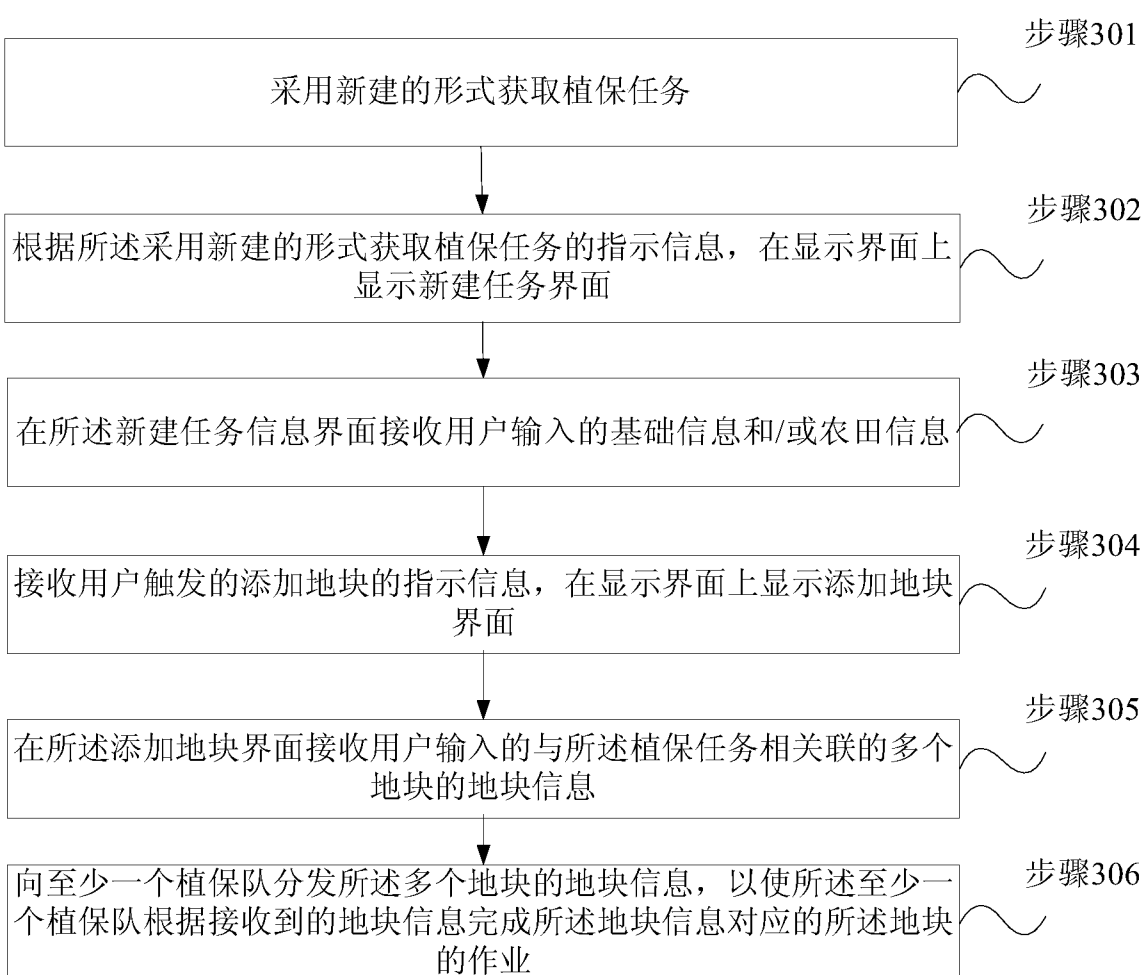 步骤301
采用新建的形式获取植保任务
步骤302
根据所述采用新建的形式获取植保任务的指示信息，在显示界面上
显示新建任务界面
步骤303
在所述新建任务信息界面接收用户输入的基础信息和/或农田信息
步骤304
接收用户触发的添加地块的指示信息，在显示界面上显示添加地块
界面
步骤305
在所述添加地块界面接收用户输入的与所述植保任务相关联的多个
地块的地块信息
步骤306
向至少一个植保队分发所述多个地块的地块信息，以使所述至少一
个植保队根据接收到的地块信息完成所述地块信息对应的所述地块
的作业